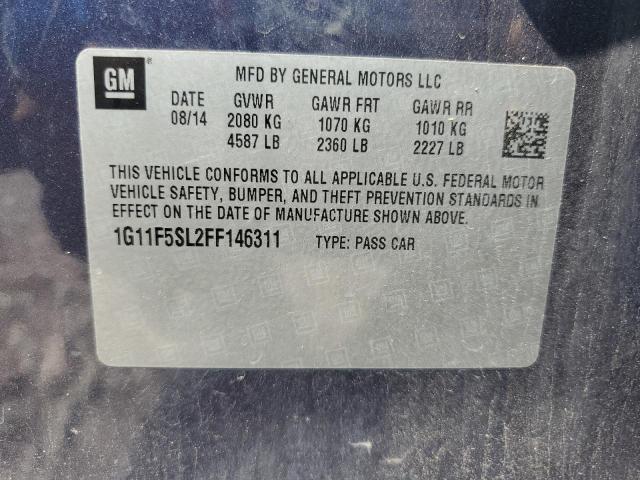 GM ®
MFD BY GENERAL MOTORS LLC
DATE GVWR GAWR FRT GAWR RR
08/14 2080 KG 1070 KG 1010 KG
4587 LB 2360 LB 2227 LB
THIS VEHICLE CONFORMS TO ALL APPLICABLE U.S. FEDERAL MOTOR
VEHICLE SAFETY, BUMPER, AND THEFT PREVENTION STANDARDS IN
EFFECT ON THE DATE OF MANUFACTURE SHOWN ABOVE.
1G11F5SL2FF146311 TYPE: PASS CAR